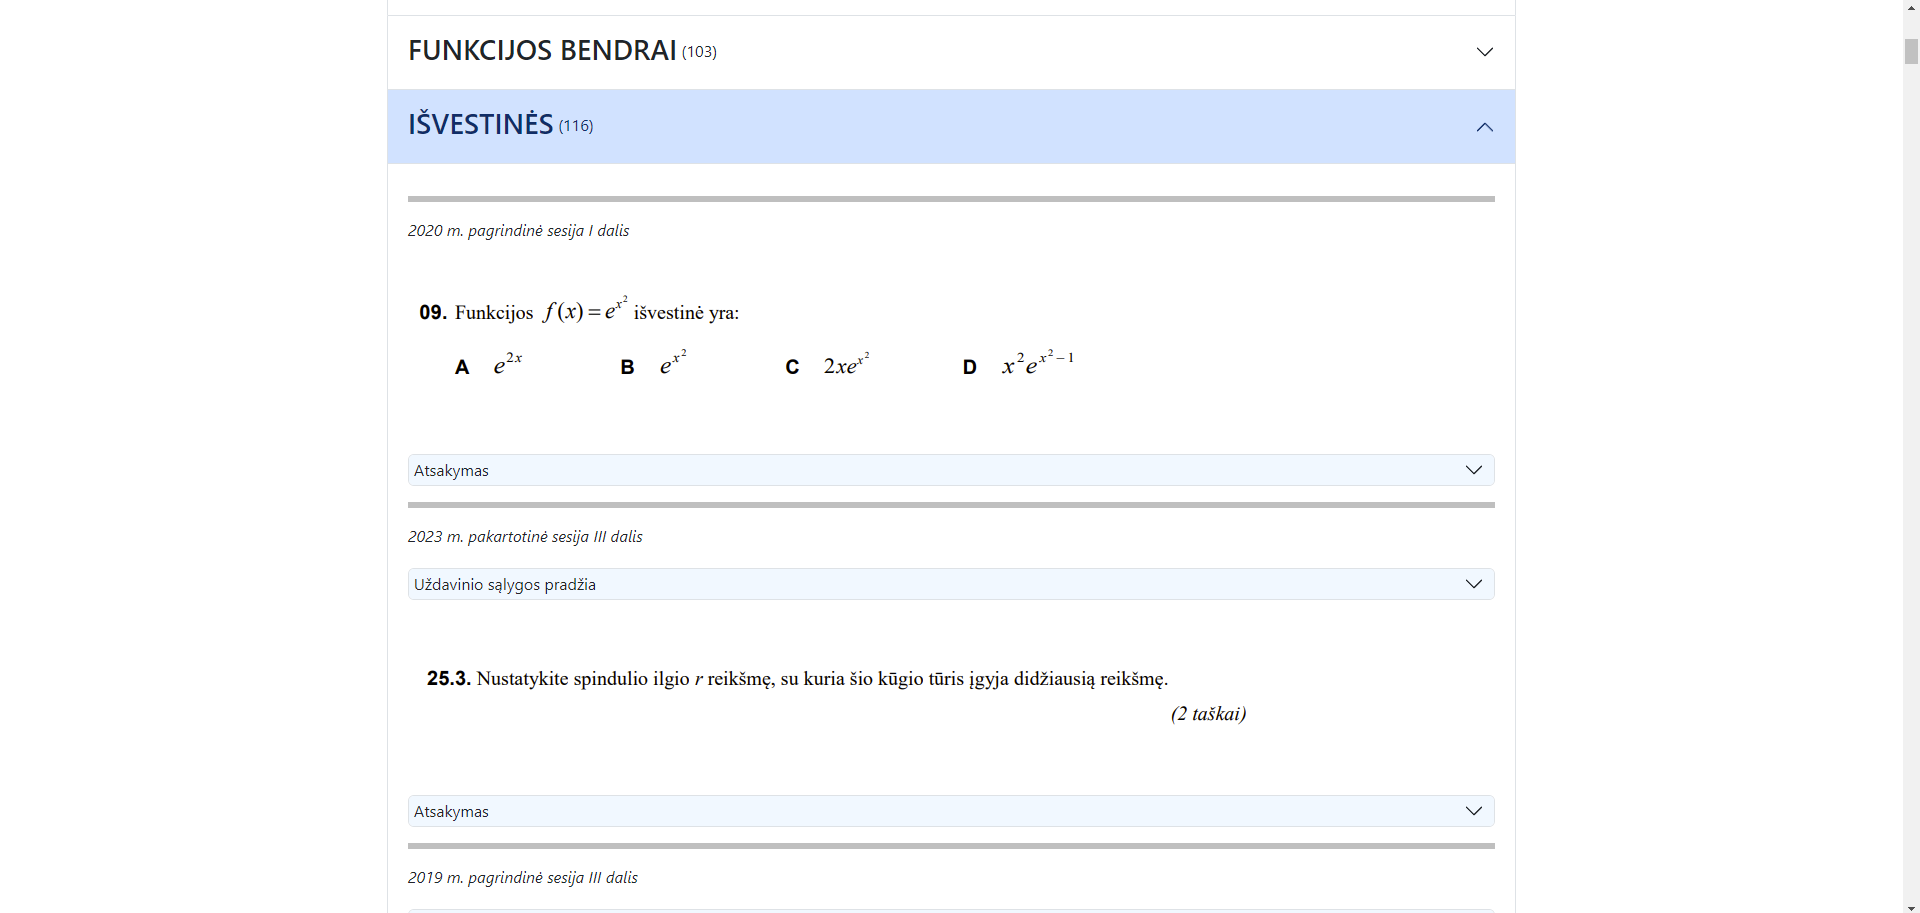 FUNKCIJOS BENDRAI (103)
IŠVESTINĖS (116)
2020 m. pagrindinė sesija I dalis
09. Funkcijos f(x) = e^{x^2} išvestinė yra:
A e^{2x} B e^{x^2} C 2xe^{x^2} D x^2e^{x^2−1}
Atsakymas
2023 m. pakartotinė sesija III dalis
Uždavinio sąlygos pradžia
25.3. Nustatykite spindulio ilgio r reikšmę, su kuria šio kūgio tūris įgyja didžiausią reikšmę.
(2 taškai)
Atsakymas
2019 m. pagrindinė sesija III dalis